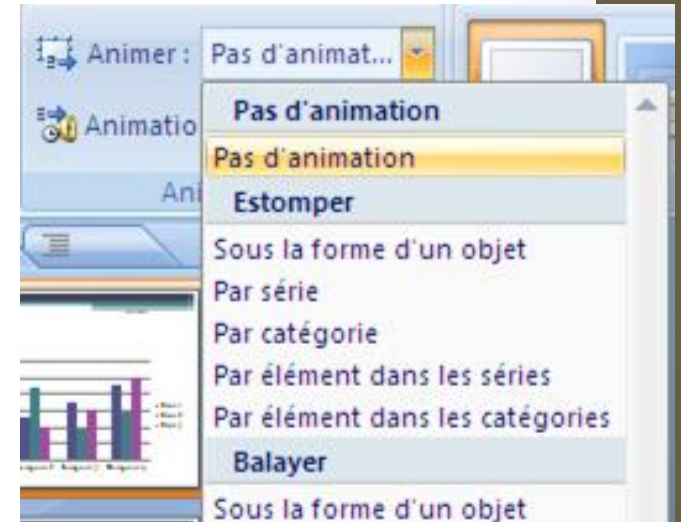 Animer : Pas d'animat...
Pas d'animation
Animatio
Pas d'animation
Ani
Estomper
Sous la forme d'un objet
Par série
Par catégorie
Par élément dans les séries
Par élément dans les catégories
Balayer
Sous la forme d'un objet